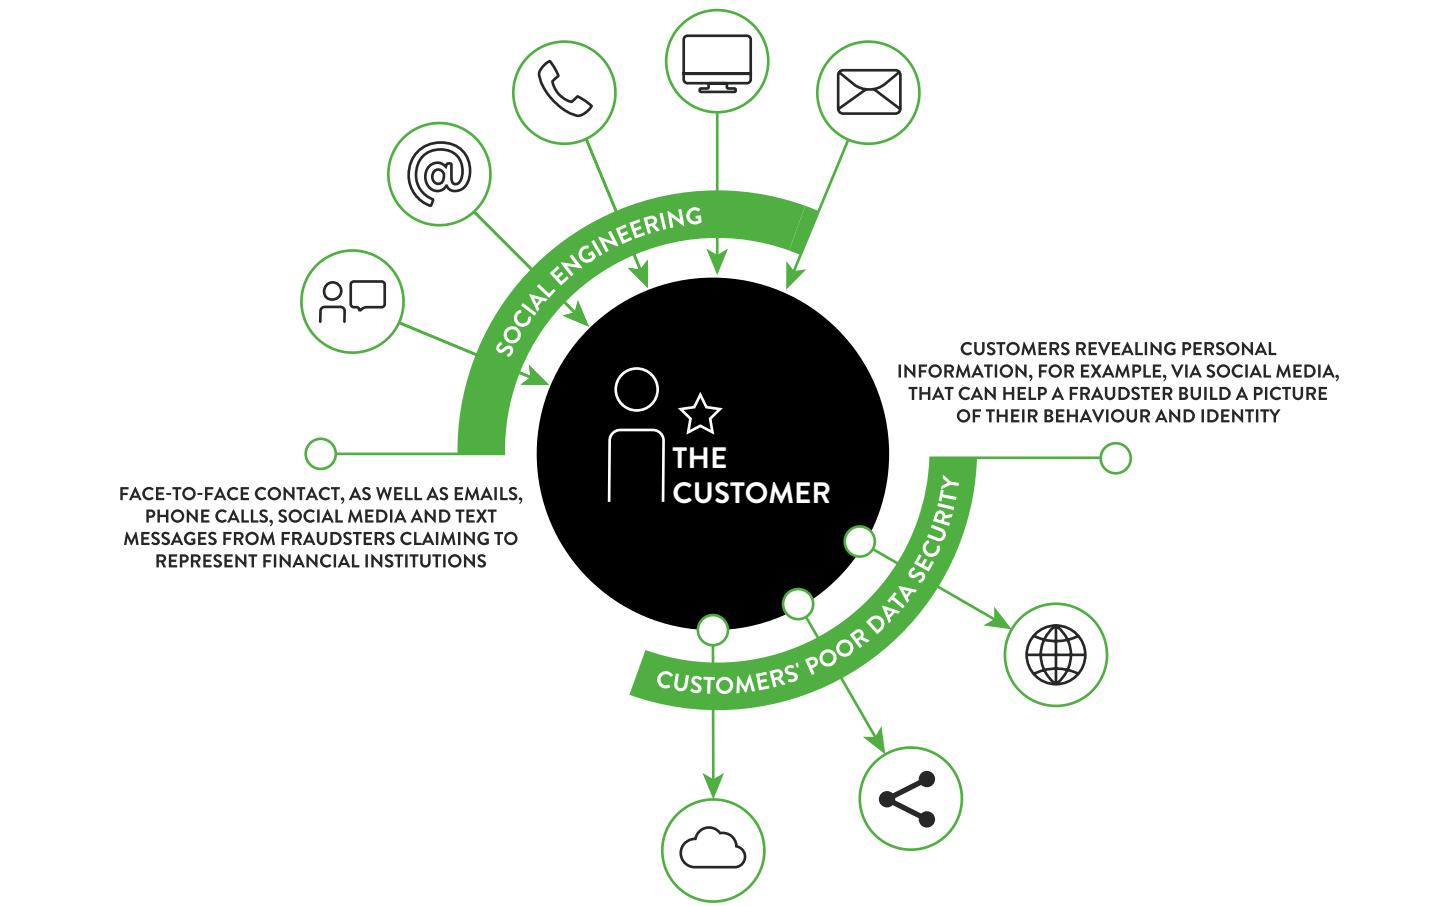 SOCIAL ENGINEERING
CUSTOMERS REVEALING PERSONAL
INFORMATION, FOR EXAMPLE, VIA SOCIAL MEDIA,
THAT CAN HELP A FRAUDSTER BUILD A PICTURE
OF THEIR BEHAVIOUR AND IDENTITY
THE
CUSTOMER
FACE-TO-FACE CONTACT, AS WELL AS EMAILS,
PHONE CALLS, SOCIAL MEDIA AND TEXT
MESSAGES FROM FRAUDSTERS CLAIMING TO
REPRESENT FINANCIAL INSTITUTIONS
CUSTOMERS' POOR DATA SECURITY